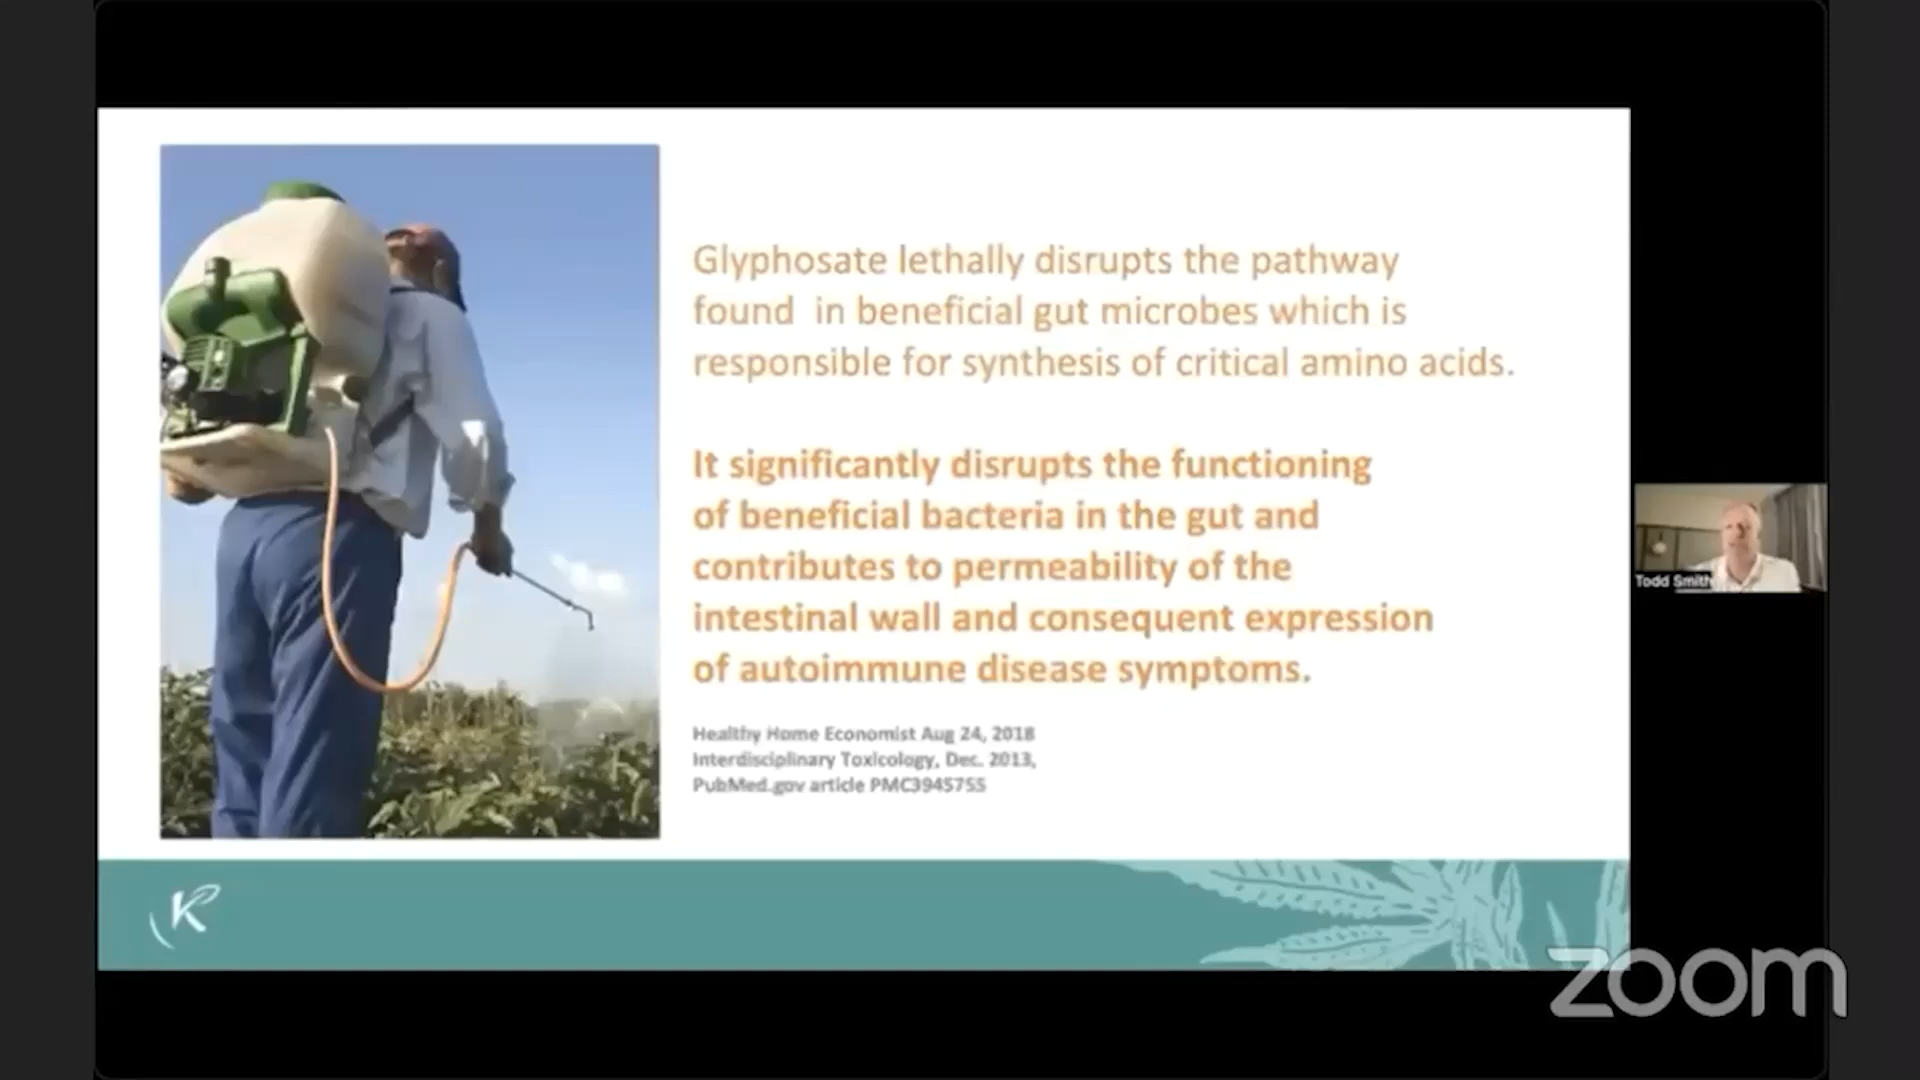 Glyphosate lethally disrupts the pathway
found in beneficial gut microbes which is
responsible for synthesis of critical amino acids.
It significantly disrupts the functioning
of beneficial bacteria in the gut and
contributes to permeability of the
intestinal wall and consequent expression
of autoimmune disease symptoms.
Healthy Home Economist Aug 24, 2018
Interdisciplinary Toxicology, Dec. 2013,
PubMed.gov article PMC3945755
Todd Smith
K
zoom